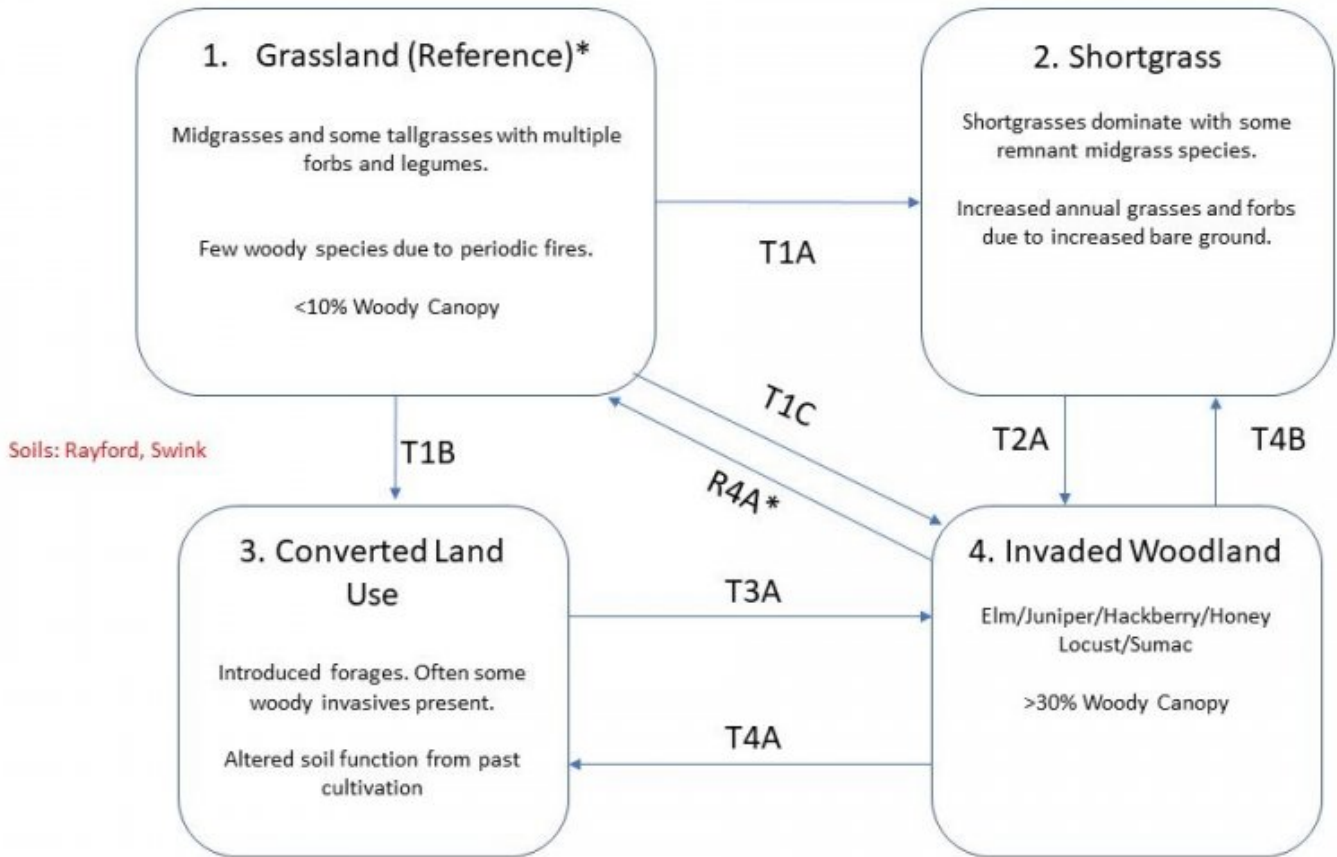 1. Grassland (Reference)*
Midgrasses and some tallgrasses with multiple
forbs and legumes.
Few woody species due to periodic fires.
<10% Woody Canopy
2. Shortgrass
Shortgrasses dominate with some
remnant midgrass species.
Increased annual grasses and forbs
due to increased bare ground.
T1A
T1C
R4A*
T2A
T4B
Soils: Rayford, Swink
T1B
3. Converted Land
Use
Introduced forages. Often some
woody invasives present.
Altered soil function from past
cultivation
T3A
T4A
4. Invaded Woodland
Elm/Juniper/Hackberry/Honey
Locust/Sumac
>30% Woody Canopy